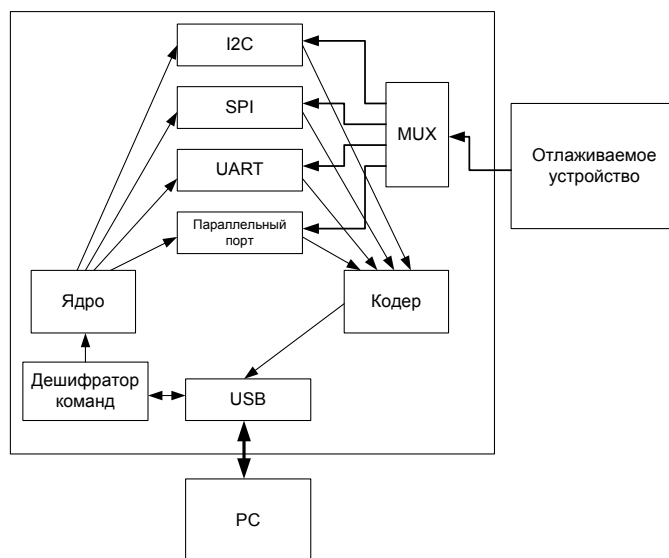 I2C
SPI
MUX
Отлаживаемое
устройство
UART
Параллельный
порт
Ядро
Кодер
Дешифратор
команд
USB
PC